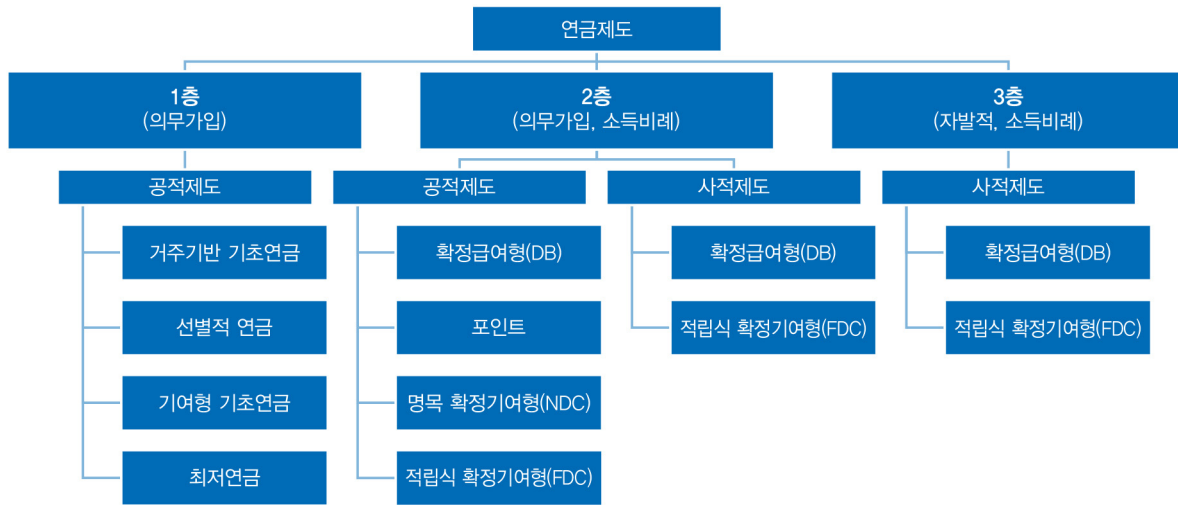 연금제도
1층
(의무가입)
2층
(의무가입, 소득비례)
3층
(자발적, 소득비례)
공적제도
공적제도
사적제도
사적제도
거주기반 기초연금
확정급여형(DB)
확정급여형(DB)
확정급여형(DB)
선별적 연금
포인트
적립식 확정기여형(FDC)
적립식 확정기여형(FDC)
기여형 기초연금
명목 확정기여형(NDC)
최저연금
적립식 확정기여형(FDC)